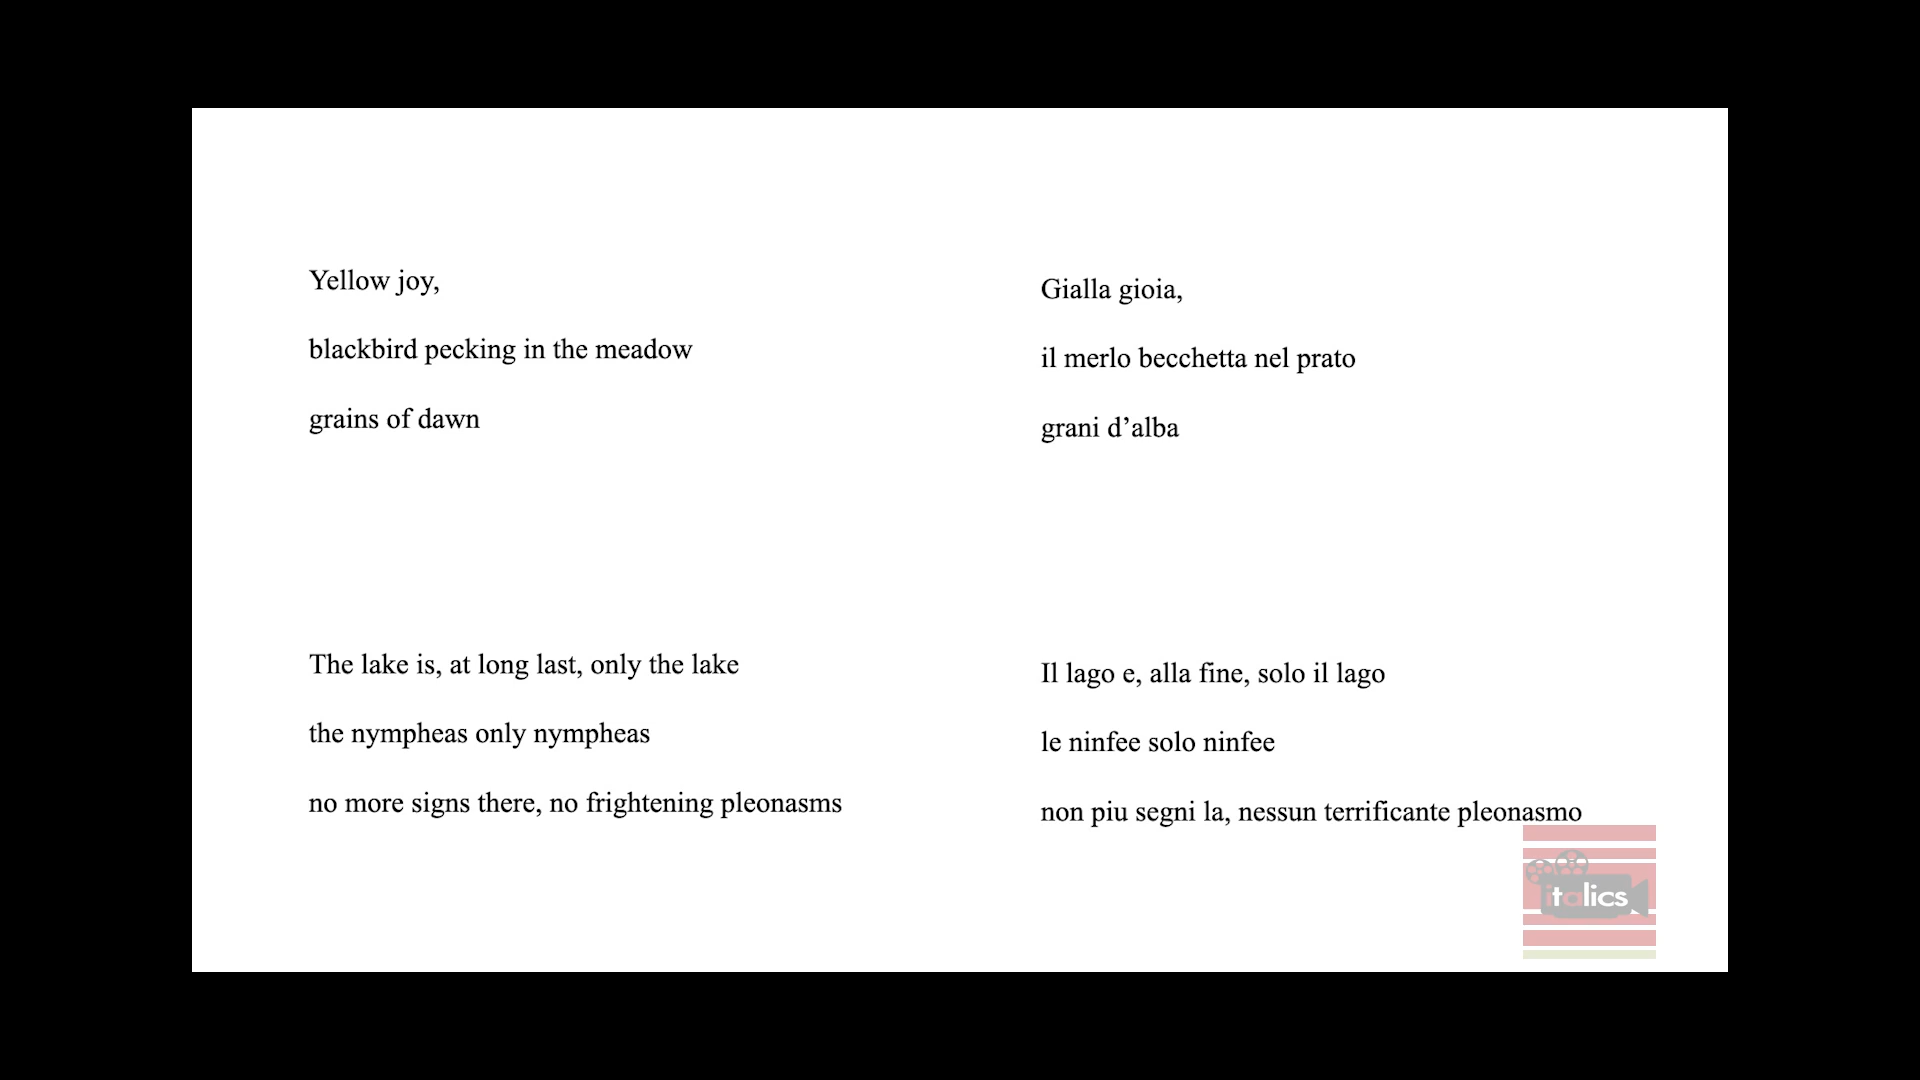 Yellow joy,
blackbird pecking in the meadow
grains of dawn
The lake is, at long last, only the lake
the nympheas only nympheas
no more signs there, no frightening pleonasms
Gialla gioia,
il merlo becchetta nel prato
grani d’alba
Il lago e, alla fine, solo il lago
le ninfee solo ninfee
non piu segni la, nessun terrificante pleonasmo
italics